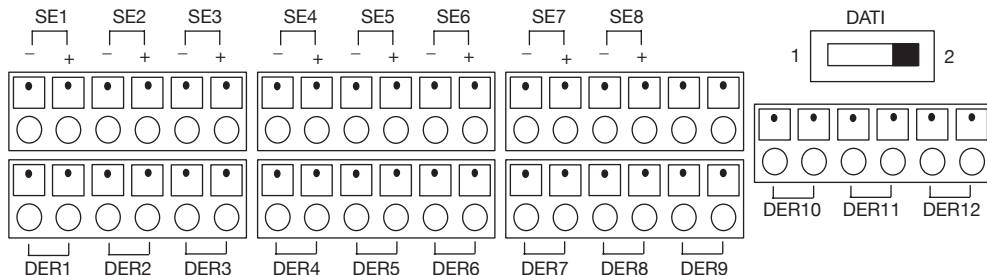 SE1 SE2 SE3 SE4 SE5 SE6 SE7 SE8 DATI
− + − + − + − + − + − + − + − +
1 2
DER10 DER11 DER12
DER1 DER2 DER3 DER4 DER5 DER6 DER7 DER8 DER9